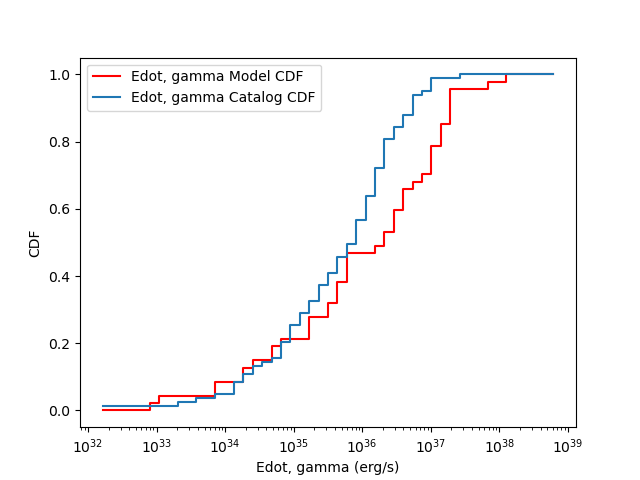 Edot, gamma Model CDF
Edot, gamma Catalog CDF
CDF
1.0
0.8
0.6
0.4
0.2
0.0
10^32 10^33 10^34 10^35 10^36 10^37 10^38 10^39
Edot, gamma (erg/s)